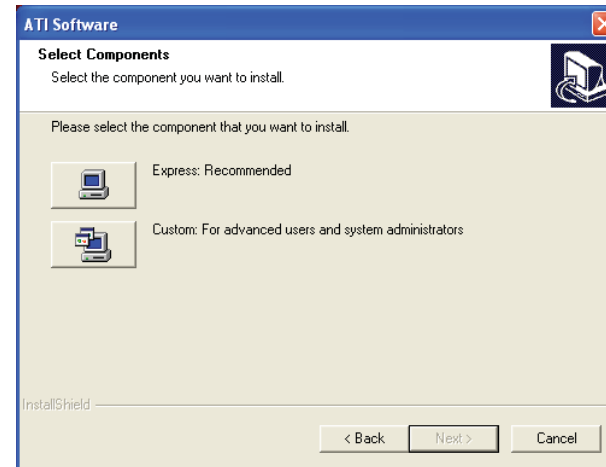 ATI Software
Select Components
Select the component you want to install.
Please select the component that you want to install.
Express: Recommended
Custom: For advanced users and system administrators
InstallShield
< Back
Next >
Cancel